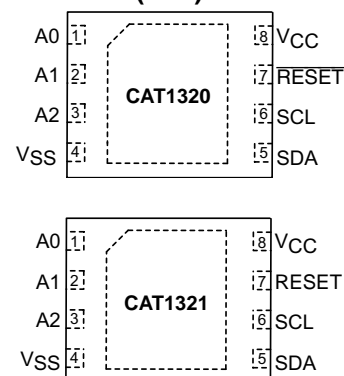 A0 1 8 VCC
A1 2 7 RESET
CAT1320
A2 3 6 SCL
VSS 4 5 SDA
A0 1 8 VCC
A1 2 7 RESET
CAT1321
A2 3 6 SCL
VSS 4 5 SDA